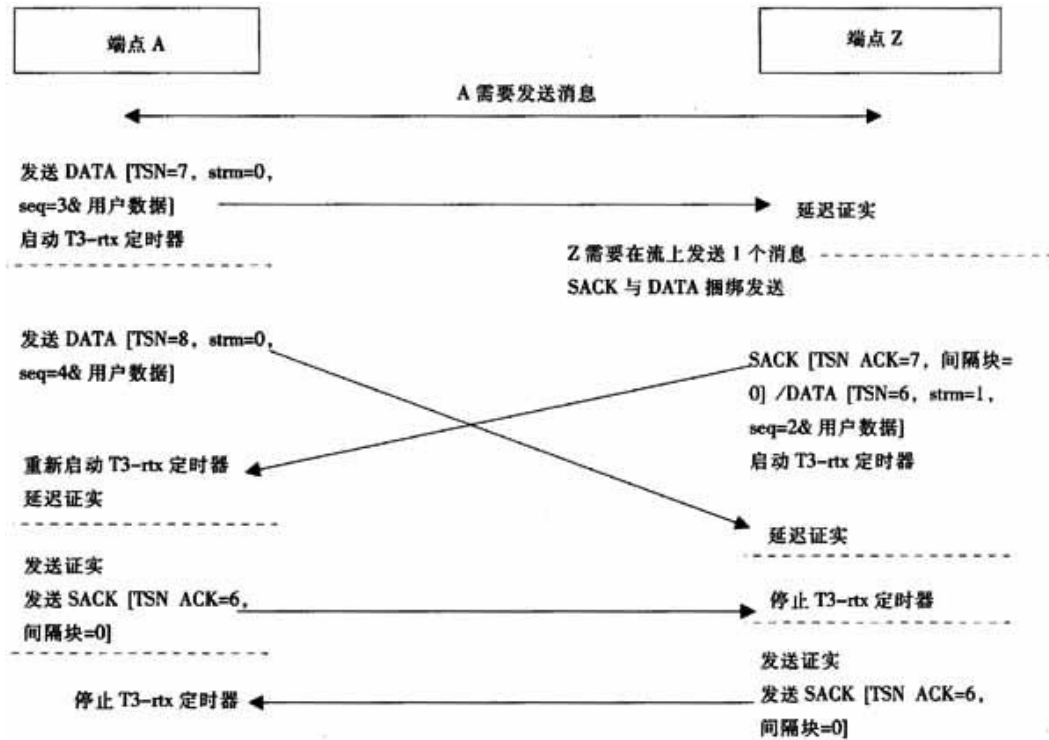 端点 A
端点 Z
A 需要发送消息
发送 DATA [TSN=7, strm=0,
seq=3& 用户数据]
启动 T3-rtx 定时器
延迟证实
Z 需要在流上发送 1 个消息
SACK 与 DATA 捆绑发送
发送 DATA [TSN=8, strm=0,
seq=4& 用户数据]
SACK [TSN ACK=7, 间隔块=
0] /DATA [TSN=6, strm=1,
seq=2& 用户数据]
启动 T3-rtx 定时器
重新启动 T3-rtx 定时器
延迟证实
延迟证实
发送证实
发送 SACK [TSN ACK=6,
间隔块=0]
停止 T3-rtx 定时器
发送证实
发送 SACK [TSN ACK=6,
间隔块=0]
停止 T3-rtx 定时器